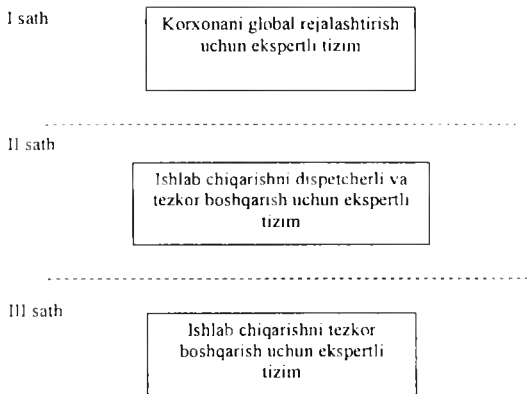 I sath
Korxonani global rejalashtirish
uchun ekspertli tizim
II sath
Ishlab chiqarishni dispetcherli va
tezkor boshqarish uchun ekspertli
tizim
III sath
Ishlab chiqarishni tezkor
boshqarish uchun ekspertli
tizim